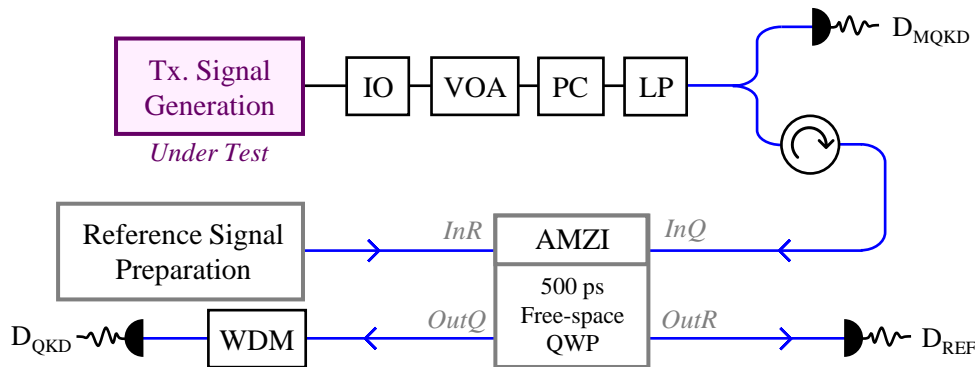 D_MQKD
Tx. Signal
Generation
Under Test
IO
VOA
PC
LP
Reference Signal
Preparation
InR
AMZI
InQ
500 ps
Free-space
QWP
OutQ
OutR
D_QKD
WDM
D_REF